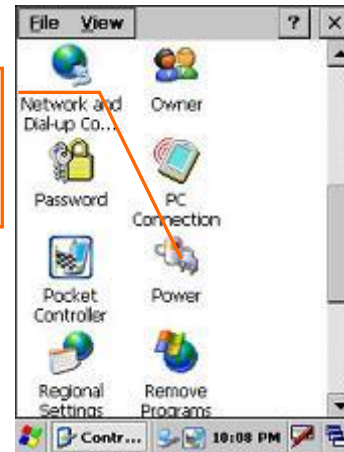 File View ? ×
Network and
Dial-up Co...
Owner
Password
PC
Connection
Pocket
Controller
Power
Regional
Settings
Remove
Programs
Contr... 10:08 PM